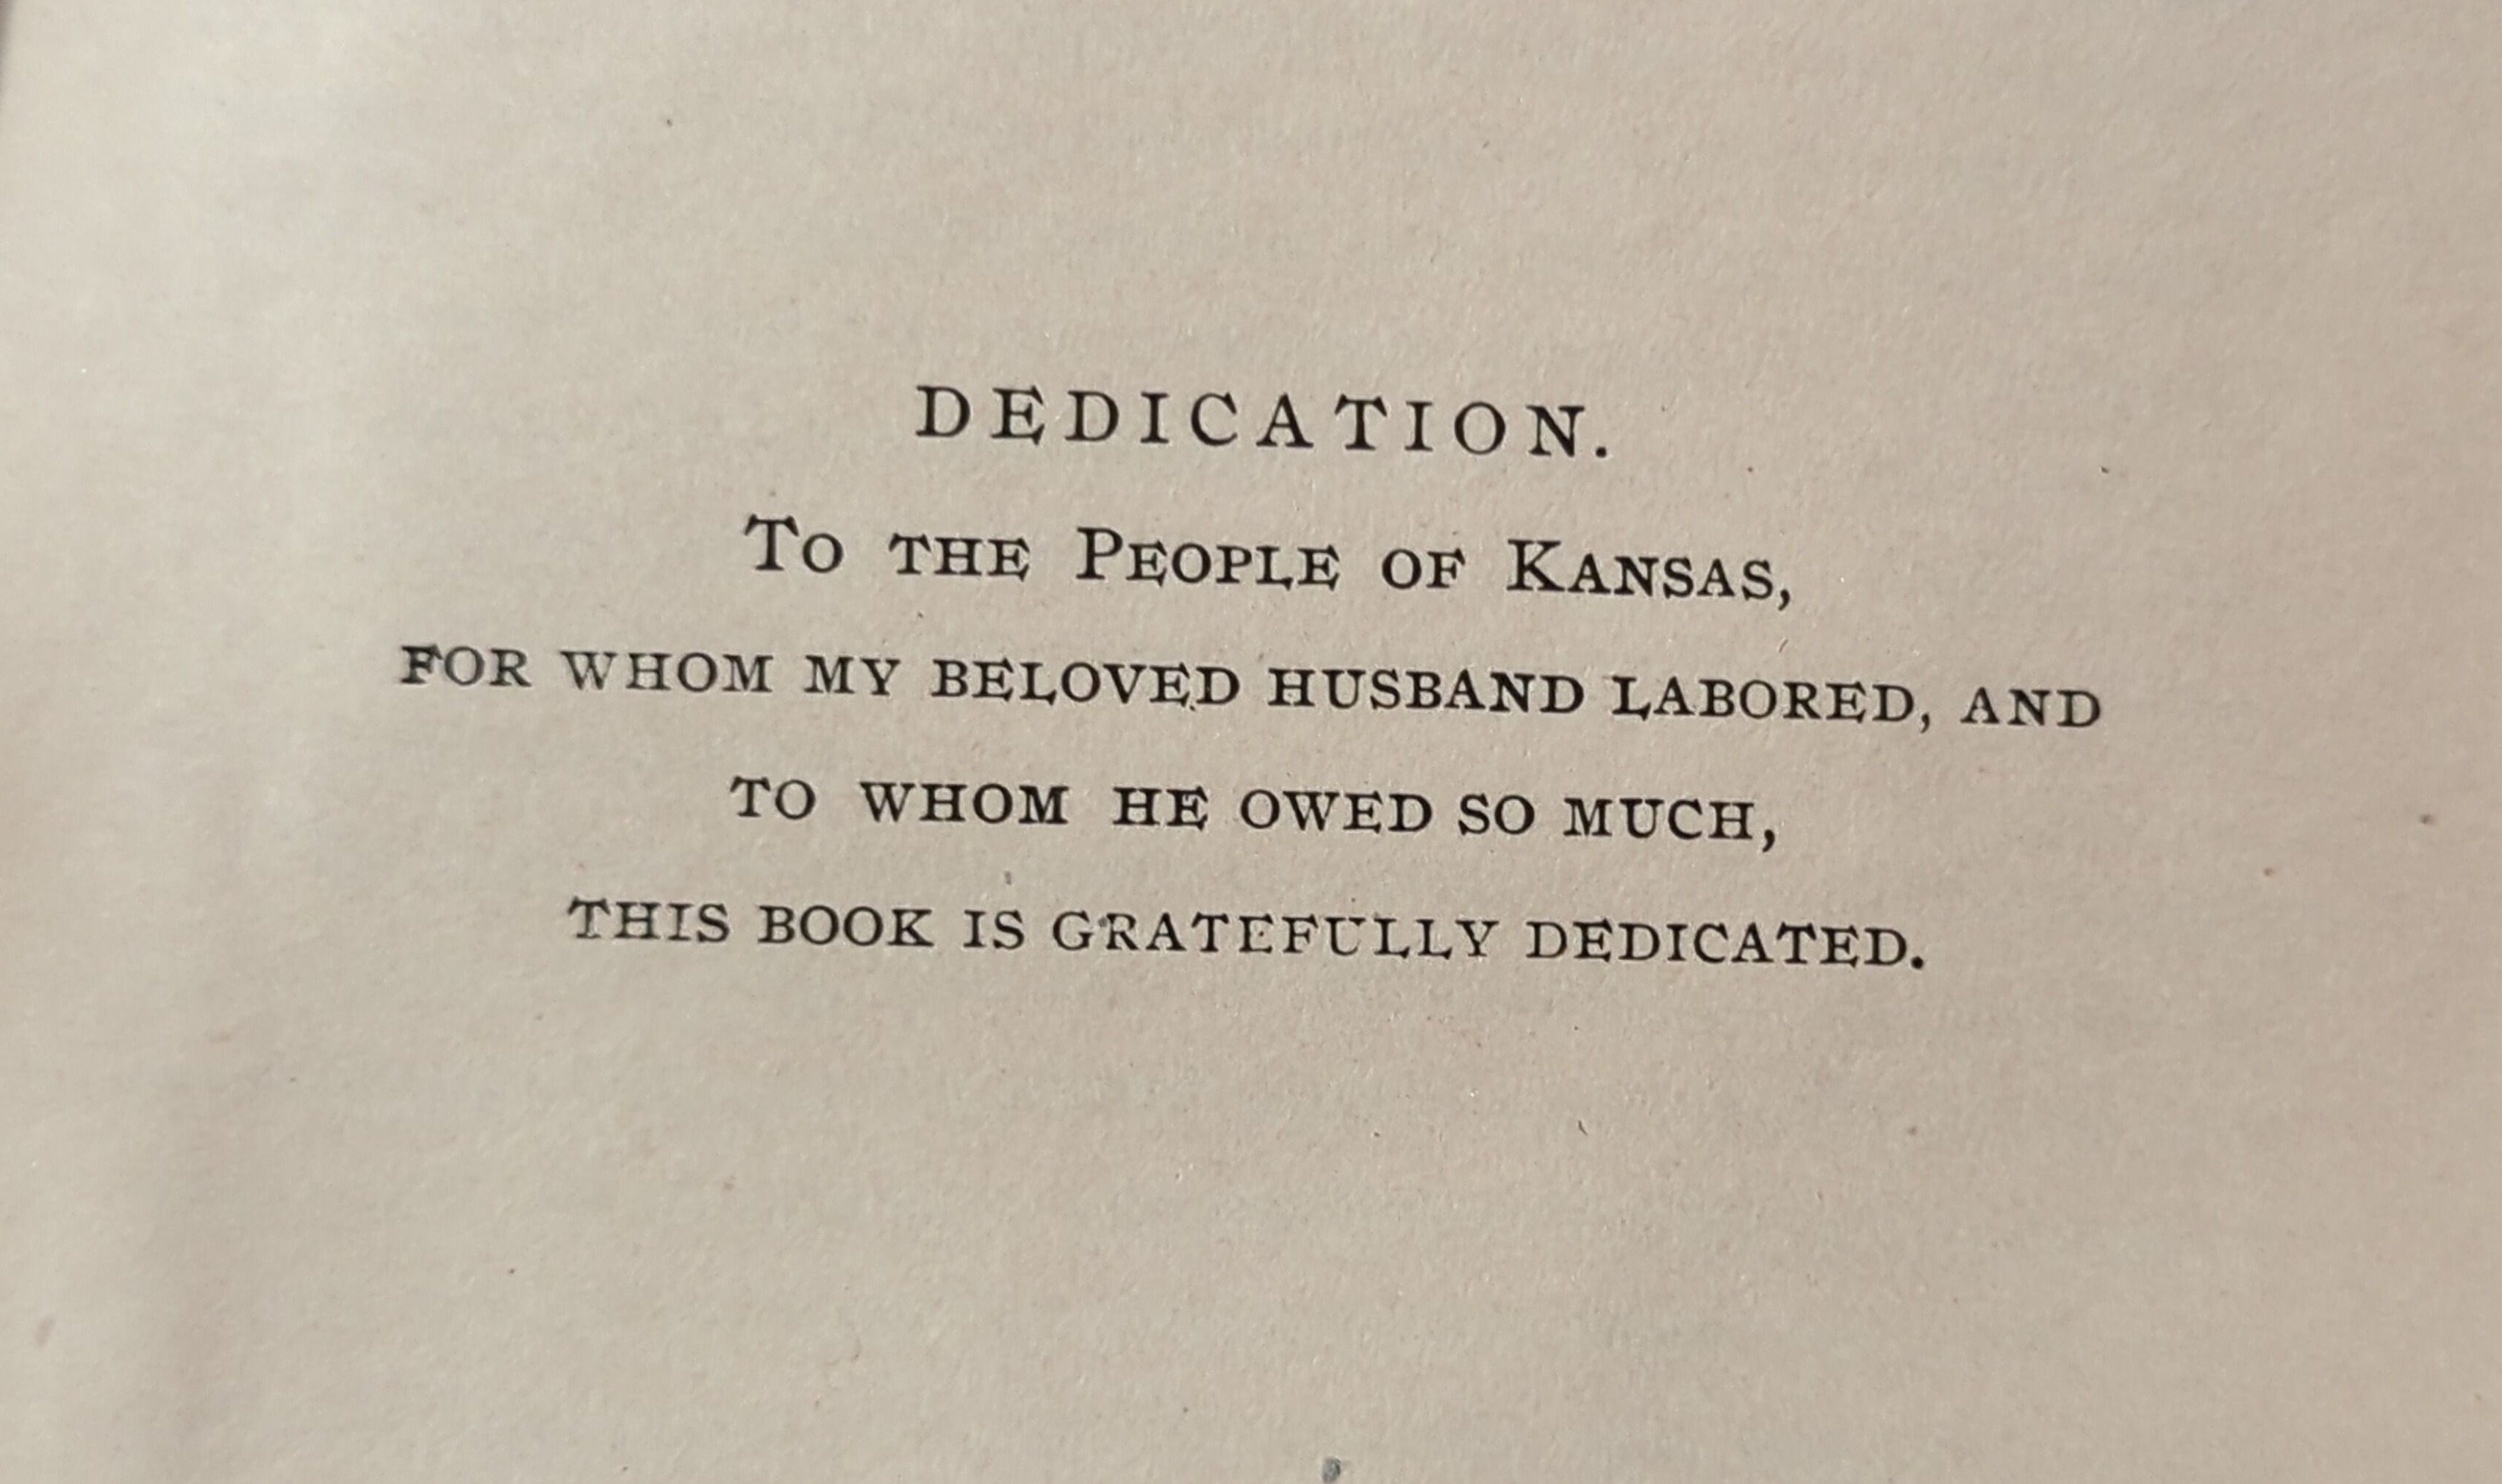 DEDICATION.
To the People of Kansas,
for whom my beloved husband labored, and
to whom he owed so much,
this book is gratefully dedicated.